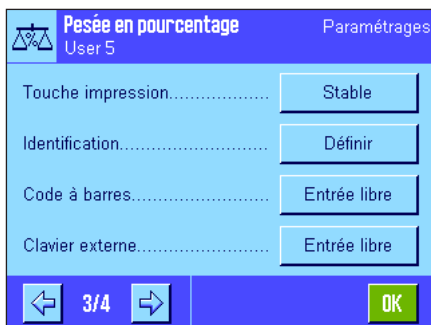 Pesée en pourcentage Paramétrages
User 5
Touche impression................... Stable
Identification........................... Définir
Code à barres......................... Entrée libre
Clavier externe........................ Entrée libre
3/4 OK